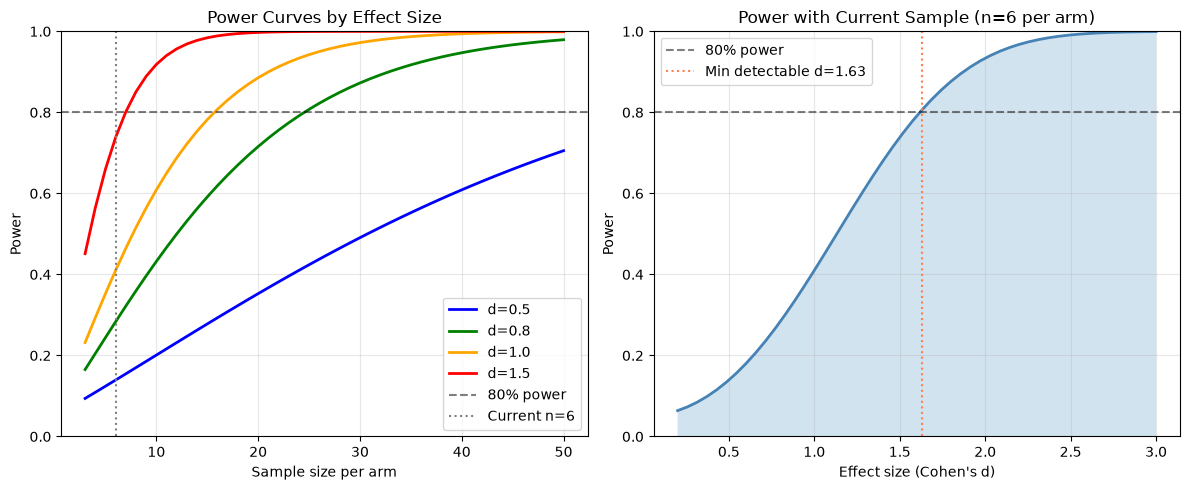 Power Curves by Effect Size
1.0
0.8
0.6
0.4
0.2
0.0
Power
10
20
30
40
50
Sample size per arm
d=0.5
d=0.8
d=1.0
d=1.5
80% power
Current n=6
Power with Current Sample (n=6 per arm)
80% power
Min detectable d=1.63
1.0
0.8
0.6
0.4
0.2
0.0
Power
0.5
1.0
1.5
2.0
2.5
3.0
Effect size (Cohen's d)